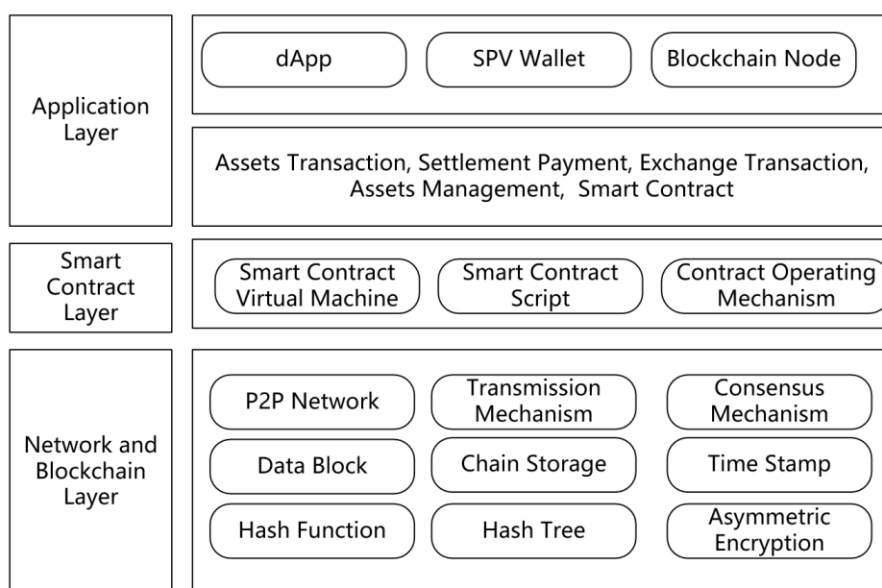 Application
Layer
dApp
SPV Wallet
Blockchain Node
Assets Transaction, Settlement Payment, Exchange Transaction,
Assets Management, Smart Contract
Smart
Contract
Layer
Smart Contract
Virtual Machine
Smart Contract
Script
Contract Operating
Mechanism
Network and
Blockchain
Layer
P2P Network
Transmission
Mechanism
Consensus
Mechanism
Data Block
Chain Storage
Time Stamp
Hash Function
Hash Tree
Asymmetric
Encryption